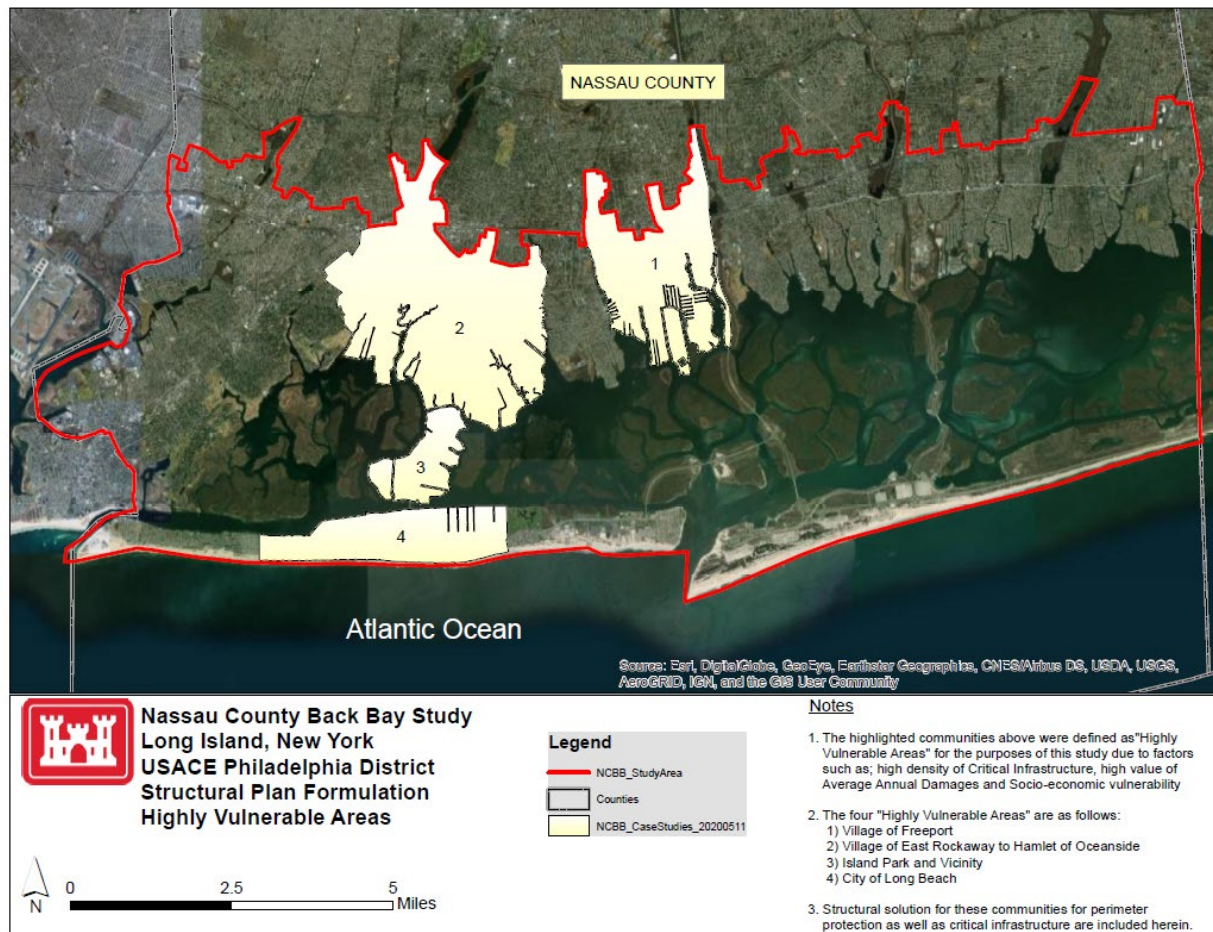 NASSAU COUNTY
1
2
3
4
Atlantic Ocean
Source: Esri, DigitalGlobe, GeoEye, Earthstar Geographics, CNES/Airbus DS, USDA, USGS,
AeroGRID, IGN, and the GIS User Community
Nassau County Back Bay Study
Long Island, New York
USACE Philadelphia District
Structural Plan Formulation
Highly Vulnerable Areas
N
0 2.5 5
Miles
Legend
NCBB_StudyArea
Counties
NCBB_CaseStudies_20200511
Notes
1. The highlighted communities above were defined as"Highly
Vulnerable Areas" for the purposes of this study due to factors
such as; high density of Critical Infrastructure, high value of
Average Annual Damages and Socio-economic vulnerability
2. The four "Highly Vulnerable Areas" are as follows:
1) Village of Freeport
2) Village of East Rockaway to Hamlet of Oceanside
3) Island Park and Vicinity
4) City of Long Beach
3. Structural solution for these communities for perimeter
protection as well as critical infrastructure are included herein.